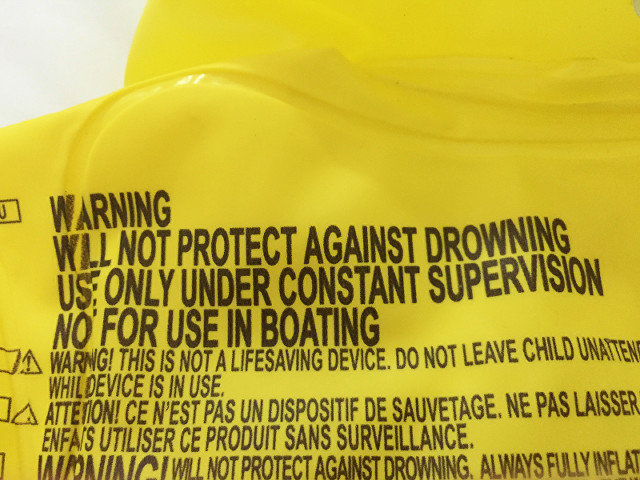 WARNING
WILL NOT PROTECT AGAINST DROWNING
USE ONLY UNDER CONSTANT SUPERVISION
NOT FOR USE IN BOATING
WARNING! THIS IS NOT A LIFESAVING DEVICE. DO NOT LEAVE CHILD
WHILE DEVICE IS IN USE.
ATTENTION! CE N'EST PAS UN DISPOSITIF DE SAUVETAGE. NE PAS LAISSER
ENFANTS UTILISER CE PRODUIT SANS SURVEILLANCE.
WARNING! WILL NOT PROTECT AGAINST DROWNING. ALWAYS FULLY